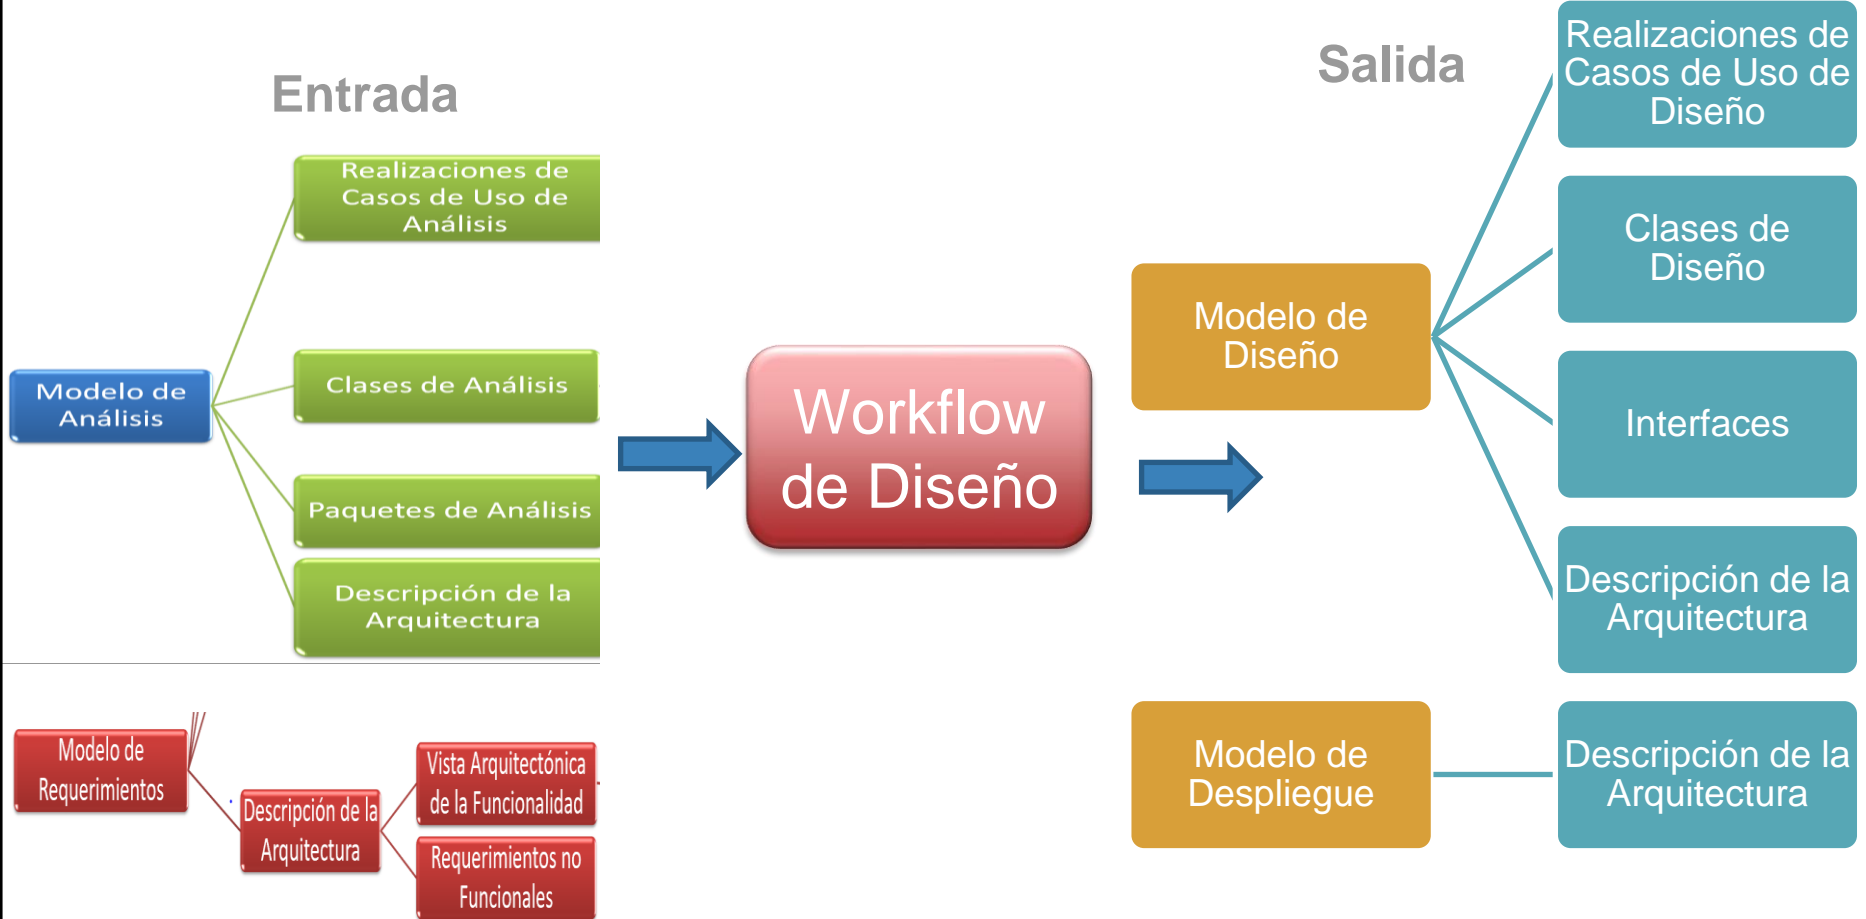 Entrada
Realizaciones de
Casos de Uso de
Análisis
Modelo de
Análisis
Clases de Análisis
Paquetes de Análisis
Descripción de la
Arquitectura
Modelo de
Requerimientos
Descripción de la
Arquitectura
Vista Arquitectónica
de la Funcionalidad
Requerimientos no
Funcionales
Workflow
de Diseño
Salida
Modelo de
Diseño
Realizaciones de
Casos de Uso de
Diseño
Clases de
Diseño
Interfaces
Descripción de la
Arquitectura
Modelo de
Despliegue
Descripción de la
Arquitectura